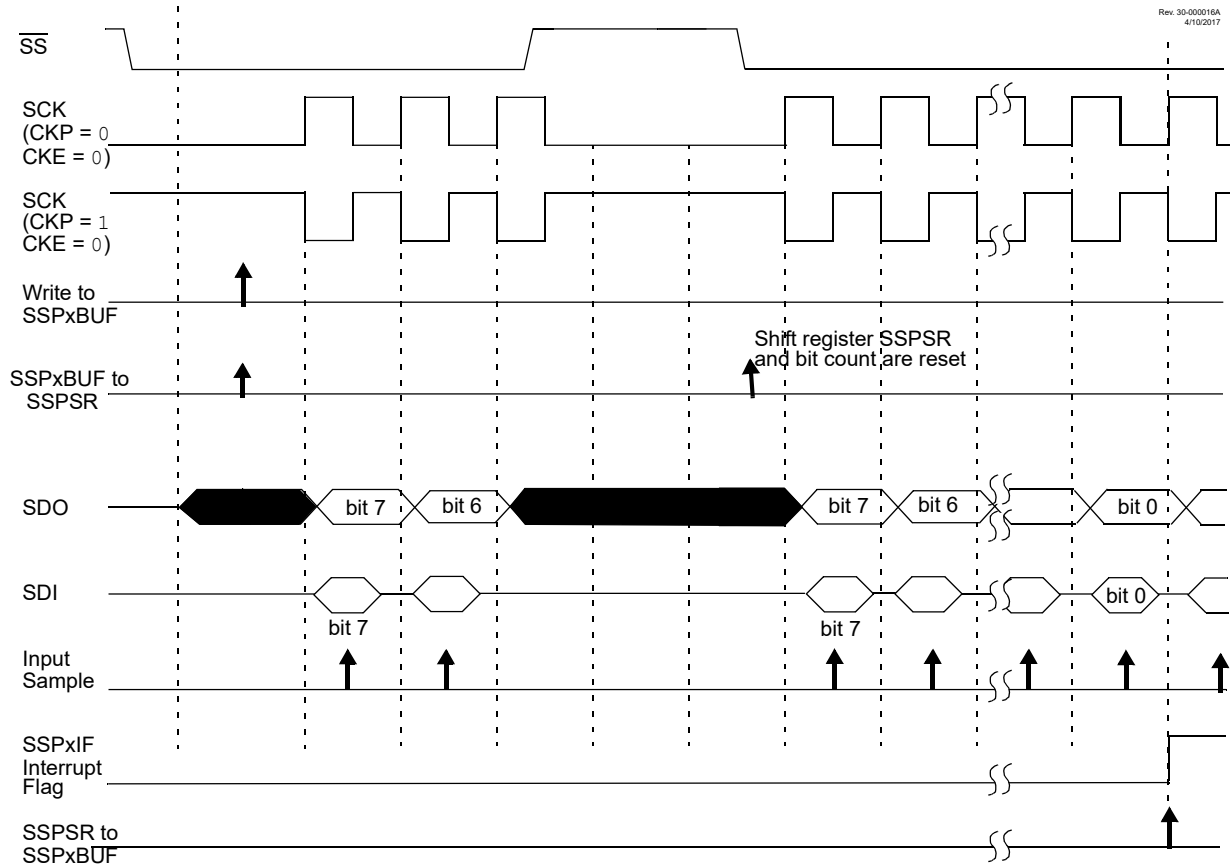 Rev. 30-000016A
4/10/2017
SS
SCK
(CKP = 0
CKE = 0)
SCK
(CKP = 1
CKE = 0)
Write to
SSPxBUF
Shift register SSPSR
and bit count are reset
SSPxBUF to
SSPSR
SDO
bit 7
bit 6
bit 7
bit 6
bit 0
SDI
bit 0
bit 7
bit 7
Input
Sample
SSPxIF
Interrupt
Flag
SSPSR to
SSPxBUF